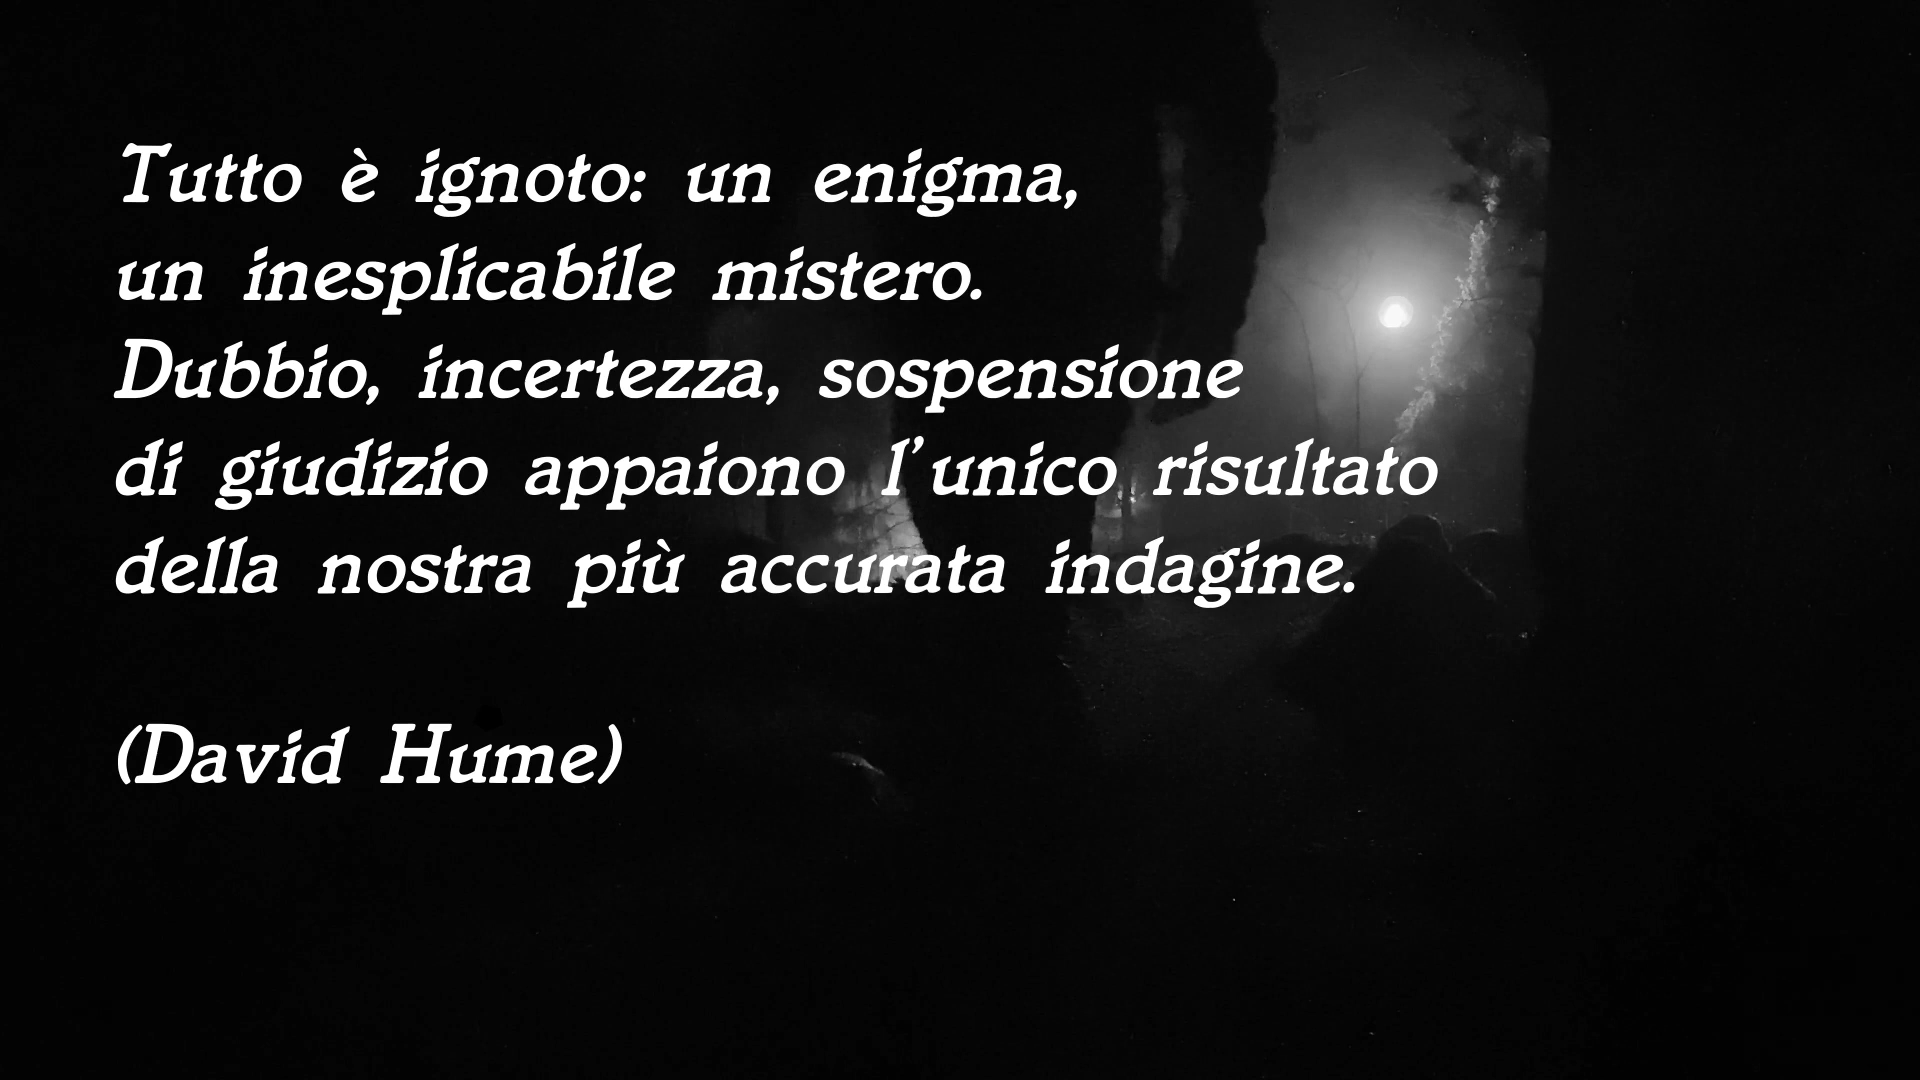 Tutto è ignoto: un enigma,
un inesplicabile mistero.
Dubbio, incertezza, sospensione
di giudizio appaiono l'unico risultato
della nostra più accurata indagine.
(David Hume)